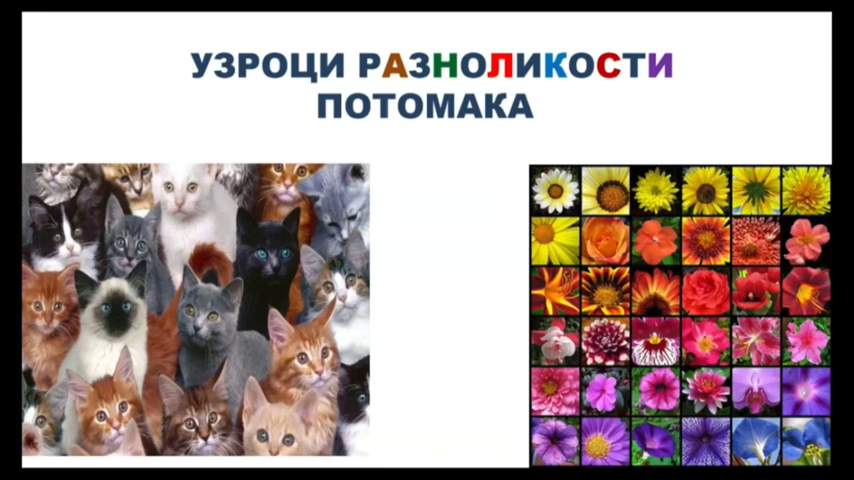 УЗРОЦИ РАЗНОЛИКОСТИ
ПОТОМАКА